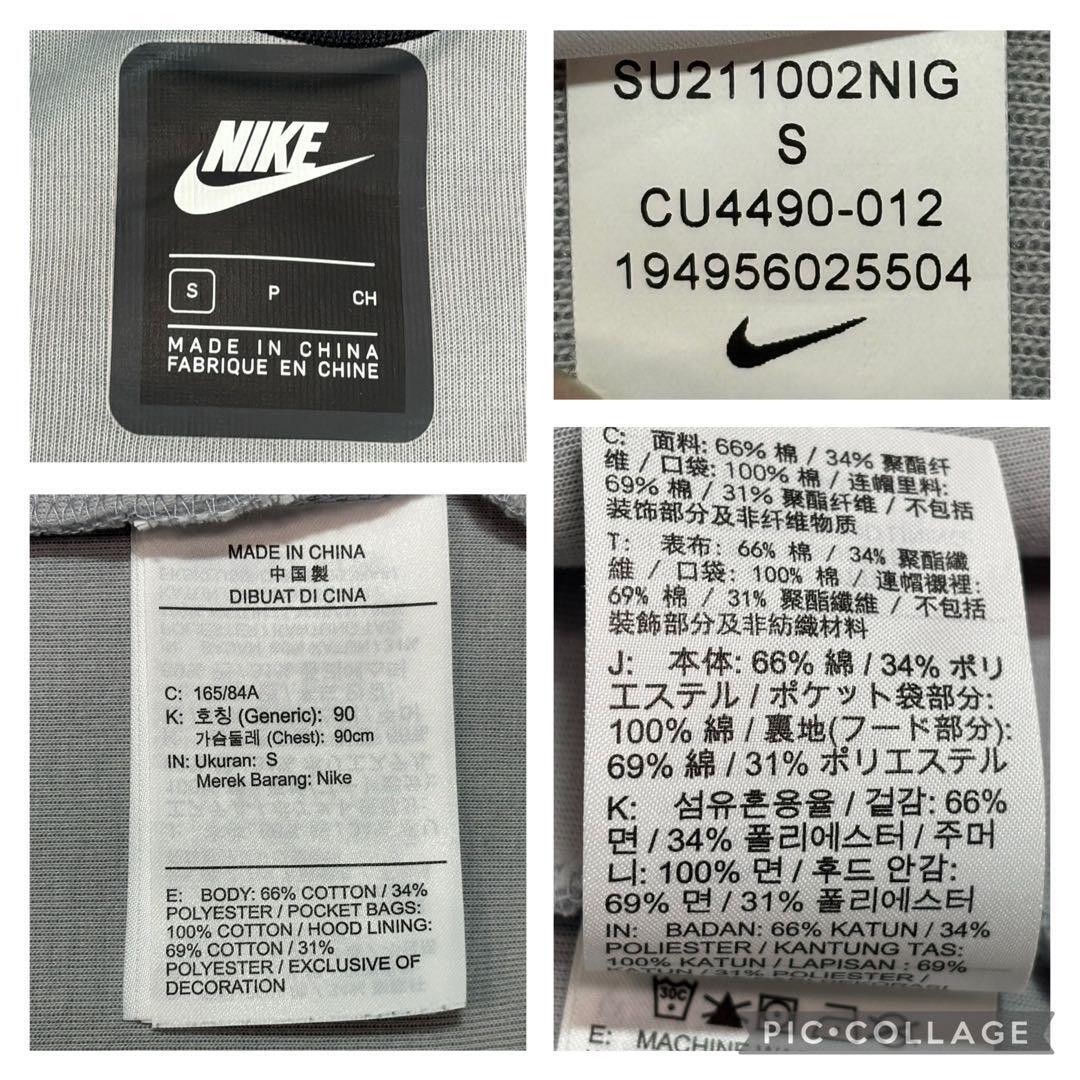 NIKE
S P CH
MADE IN CHINA
FABRIQUE EN CHINE
SU211002NIG
S
CU4490-012
194956025504
MADE IN CHINA
中国製
DIBUAT DI CINA
C: 165/84A
K: 호칭 (Generic): 90
가슴둘레 (Chest): 90cm
IN: Ukuran: S
Merek Barang: Nike
E: BODY: 66% COTTON / 34%
POLYESTER / POCKET BAGS:
100% COTTON / HOOD LINING:
69% COTTON / 31%
POLYESTER / EXCLUSIVE OF
DECORATION
C: 面料: 66% 棉 / 34% 聚酯纤
维 / 口袋: 100% 棉 / 连帽里料:
69% 棉 / 31% 聚酯纤维 / 不包括
装饰部分及非纤维物质
T: 表布: 66% 棉 / 34% 聚酯纖
維 / 口袋: 100% 棉 / 連帽襯裡:
69% 棉 / 31% 聚酯纖維 / 不包括
裝飾部分及非紡織材料
J: 本体: 66% 綿 / 34% ポリ
エステル / ポケット袋部分:
100% 綿 / 裏地(フード部分):
69% 綿 / 31% ポリエステル
K: 섬유혼용율 / 겉감: 66%
면 / 34% 폴리에스터 / 주머
니: 100% 면 / 후드 안감:
69% 면 / 31% 폴리에스터
IN: BADAN: 66% KATUN / 34%
POLIESTER / KANTUNG TAS:
100% KATUN / LAPISAN : 69%
KATUN / 31% POLIESTER /
30C
E: MACHINE
PIC•COLLAGE